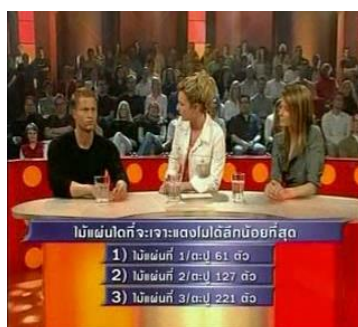 ไม้แผ่นใดที่จะเจาะแตงโมได้ลึกน้อยที่สุด
1) ไม้แผ่นที่ 1/ตะปู 61 ตัว
2) ไม้แผ่นที่ 2/ตะปู 127 ตัว
3) ไม้แผ่นที่ 3/ตะปู 221 ตัว